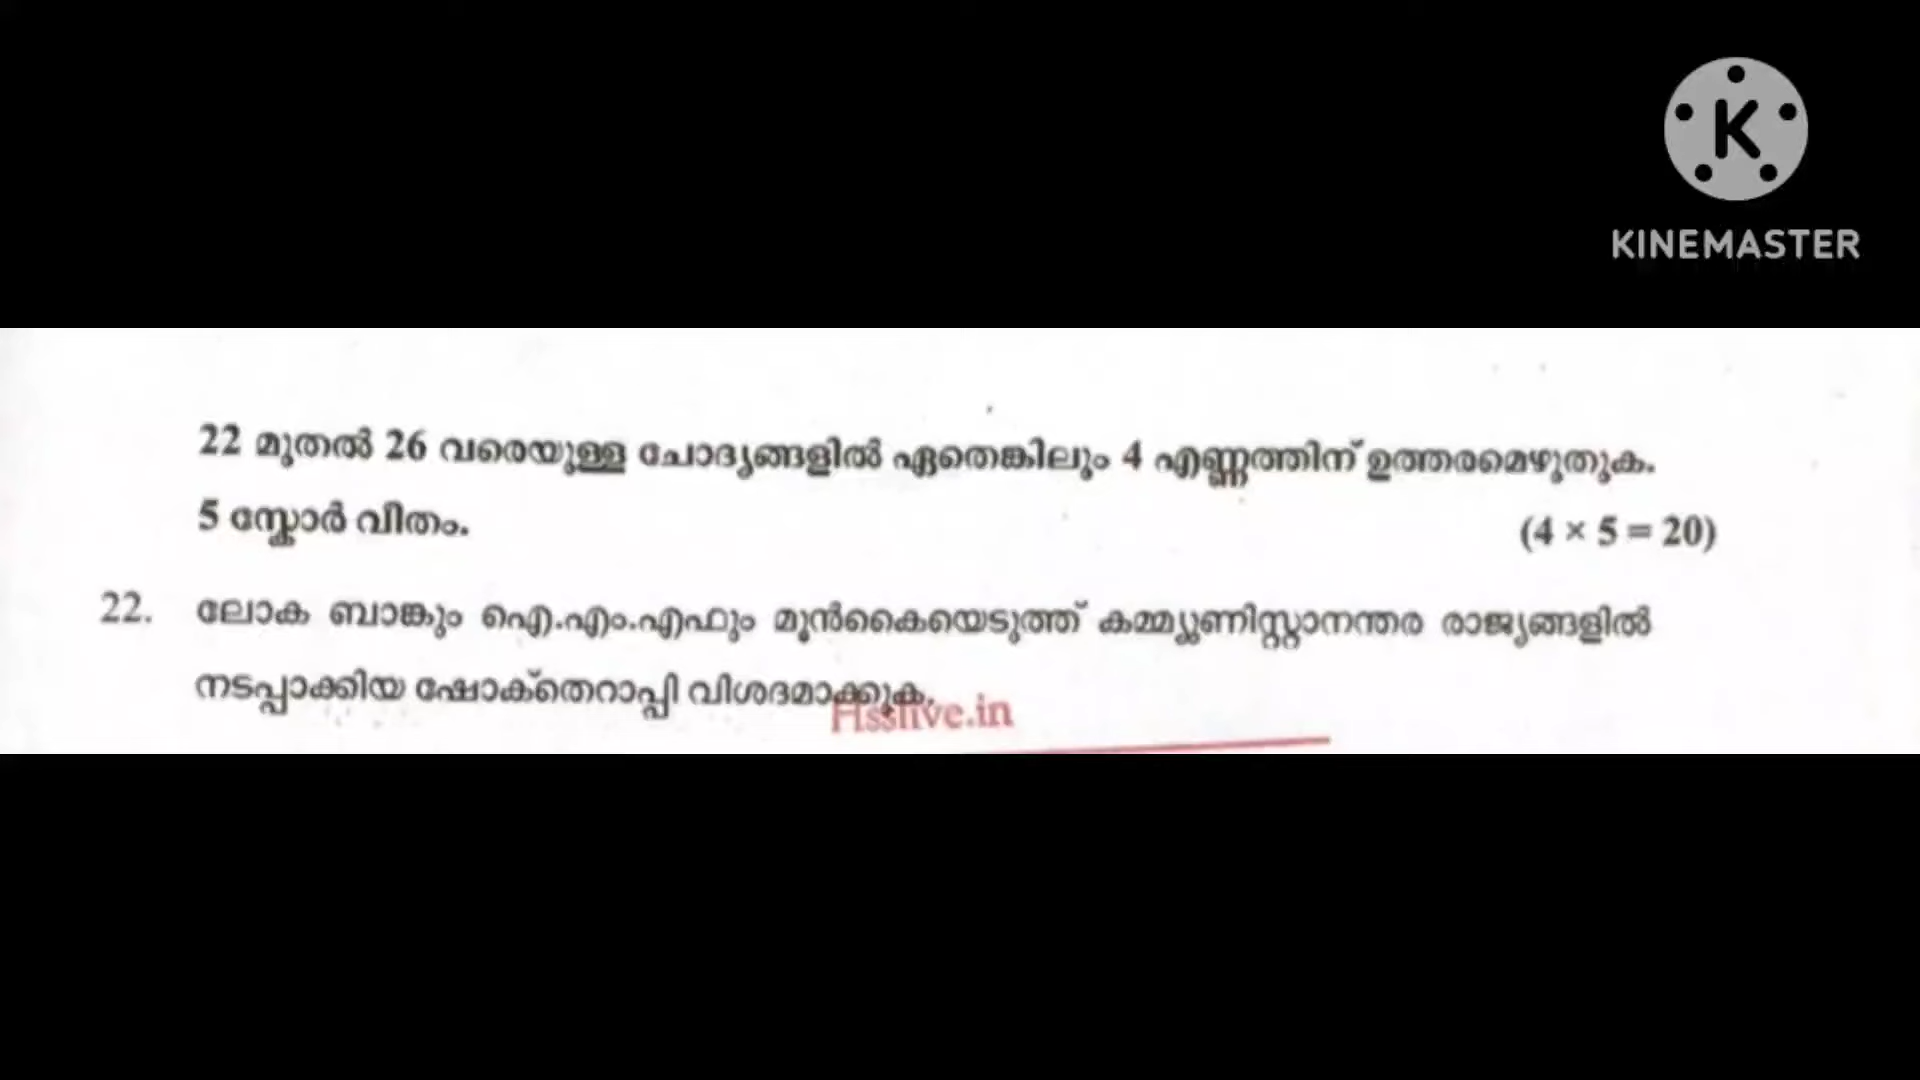 KINEMASTER
22 മുതൽ 26 വരെയുള്ള ചോദ്യങ്ങളിൽ ഏതെങ്കിലും 4 എണ്ണത്തിന് ഉത്തരമെഴുതുക.
5 സ്കോർ വീതം. (4 × 5 = 20)
22. ലോക ബാങ്കും ഐ.എം.എഫും മുൻകൈയെടുത്ത് കമ്മ്യൂണിസ്റ്റാനന്തര രാജ്യങ്ങളിൽ
നടപ്പാക്കിയ ഷോക്തെറാപ്പി വിശദമാക്കുക.
Hsslive.in